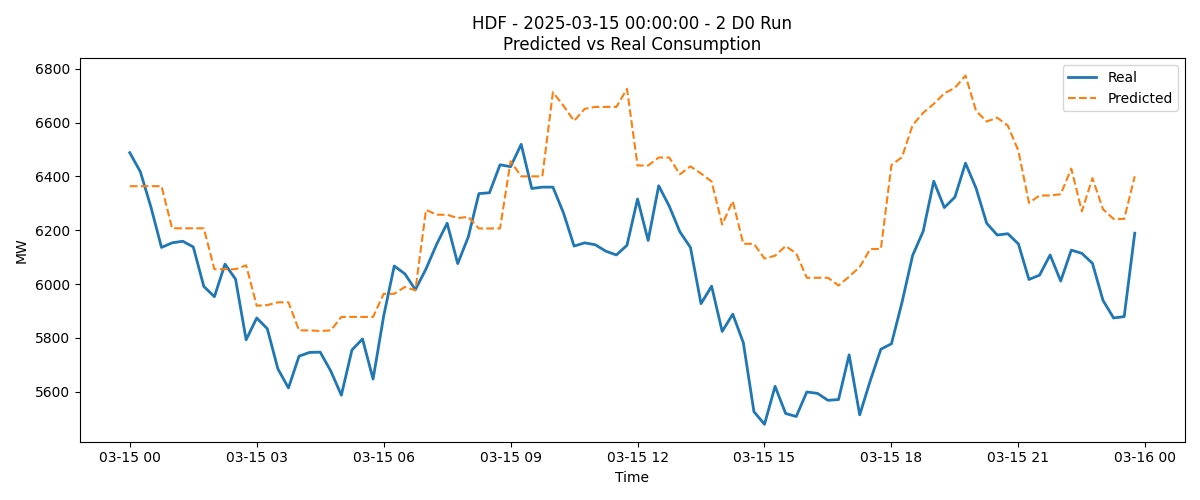 HDF - 2025-03-15 00:00:00 - 2 D0 Run
Predicted vs Real Consumption
Real
Predicted
MW
6800
6600
6400
6200
6000
5800
5600
03-15 00
03-15 03
03-15 06
03-15 09
03-15 12
03-15 15
03-15 18
03-15 21
03-16 00
Time